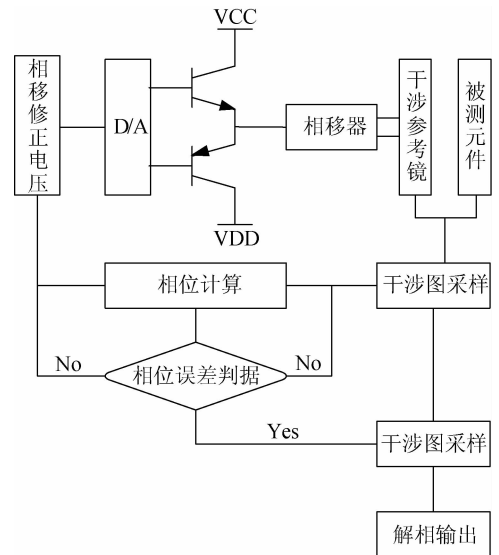 VCC
相移修正电压
D/A
相移器
干涉参考镜
被测元件
VDD
相位计算
干涉图采样
No
相位误差判据
No
Yes
干涉图采样
解相输出